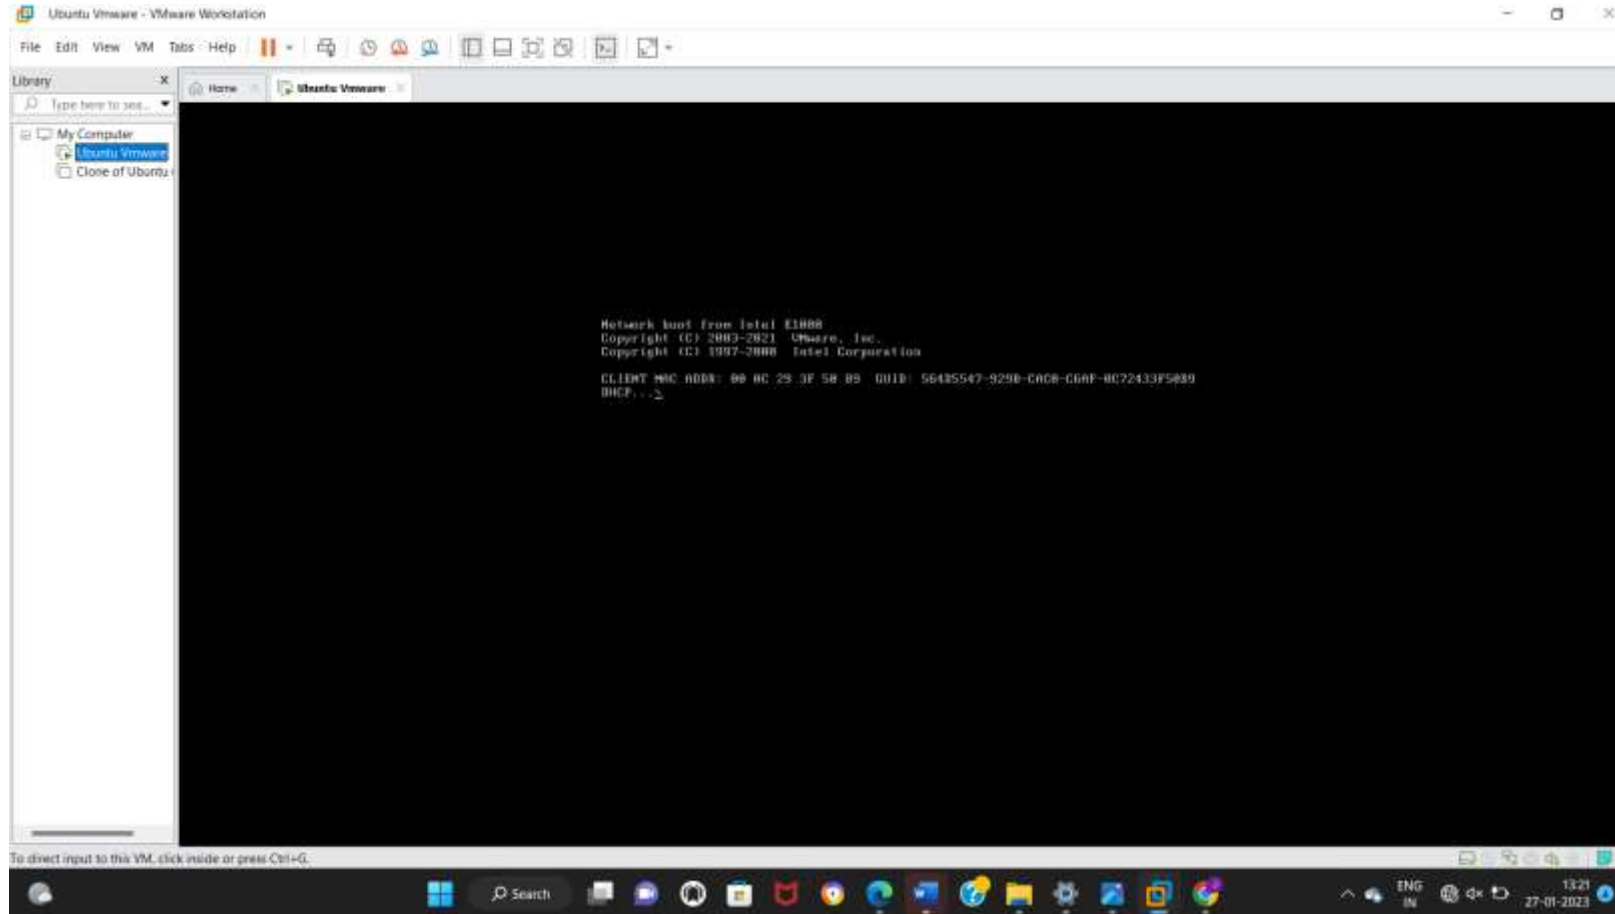 Ubuntu Vmware - VMware Workstation
File Edit View VM Tabs Help
Library
Home
Ubuntu Vmware
Type here to sea...
My Computer
Ubuntu Vmware
Clone of Ubuntu
Network boot from Intel E1000
Copyright (C) 2003-2021 VMware, Inc.
Copyright (C) 1997-2000 Intel Corporation
CLIENT MAC ADDR: 00 0C 29 3F 50 89 GUID:
DHCP...
To direct input to this VM, click inside or press Ctrl+G.
Search
ENG
IN
13:21
27-01-2023